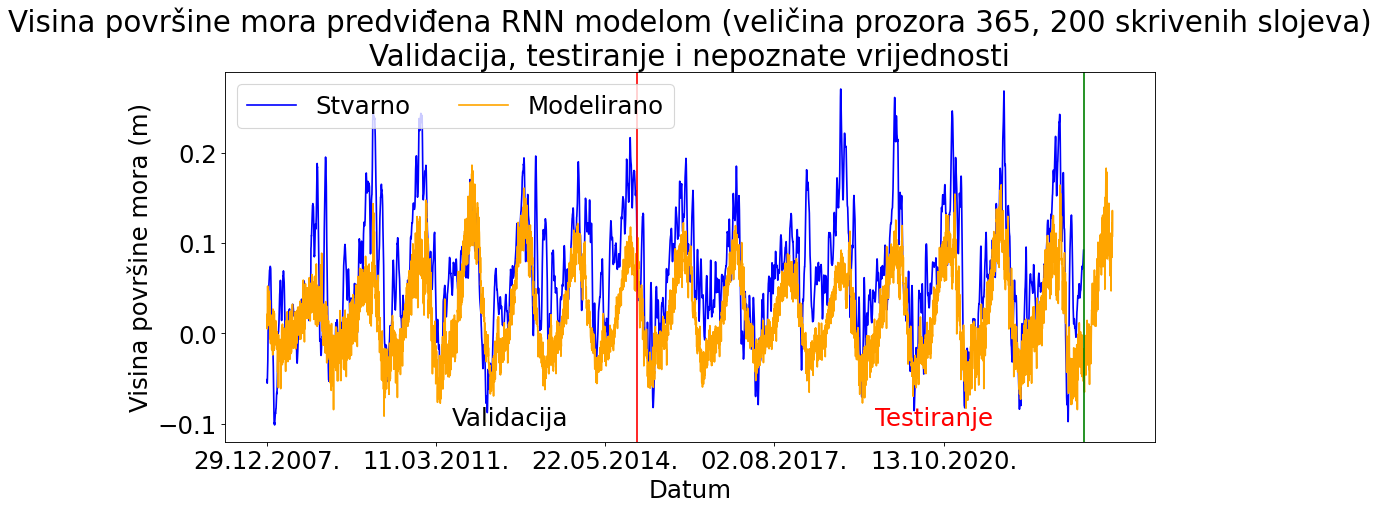 Visina površine mora predviđena RNN modelom (veličina prozora 365, 200 skrivenih slojeva)
Validacija, testiranje i nepoznate vrijednosti
Stvarno Modelirano
Visina površine mora (m)
0.2
0.1
0.0
−0.1
Validacija
Testiranje
29.12.2007. 11.03.2011. 22.05.2014. 02.08.2017. 13.10.2020.
Datum